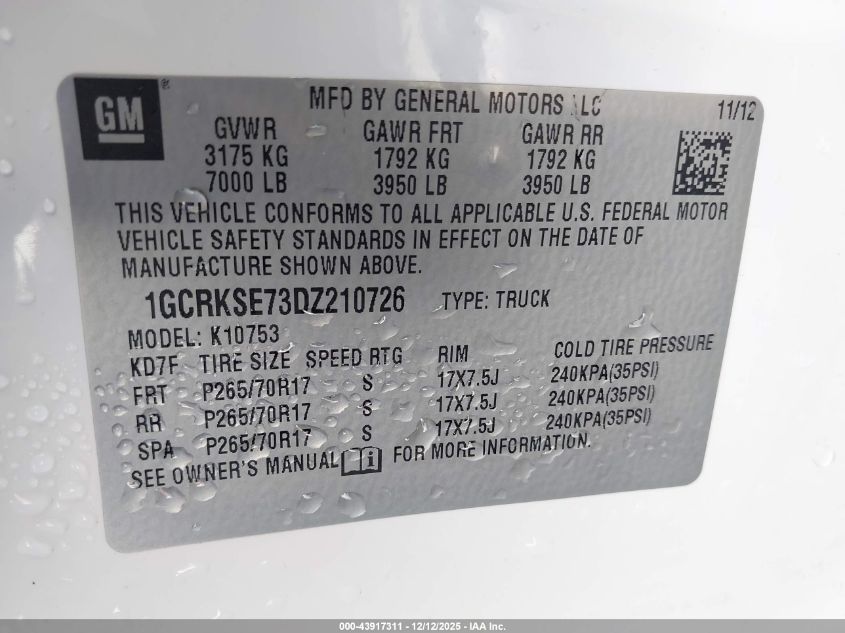 GM ®
MFD BY GENERAL MOTORS LLC 11/12
GVWR GAWR FRT GAWR RR
3175 KG 1792 KG 1792 KG
7000 LB 3950 LB 3950 LB
THIS VEHICLE CONFORMS TO ALL APPLICABLE U.S. FEDERAL MOTOR
VEHICLE SAFETY STANDARDS IN EFFECT ON THE DATE OF
MANUFACTURE SHOWN ABOVE.
1GCRKSE73DZ210726 TYPE: TRUCK
MODEL: K10753
KD7F TIRE SIZE SPEED RTG RIM COLD TIRE PRESSURE
FRT P265/70R17 S 17X7.5J 240KPA(35PSI)
RR P265/70R17 S 17X7.5J 240KPA(35PSI)
SPA P265/70R17 S 17X7.5J 240KPA(35PSI)
SEE OWNER'S MANUAL i FOR MORE INFORMATION.
000-43917311 - 12/12/2025 - IAA Inc.